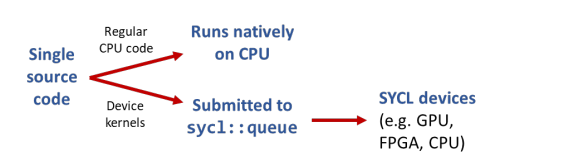 Single
source
code
Regular
CPU code
Runs natively
on CPU
Device
kernels
Submitted to
sycl::queue
SYCL devices
(e.g. GPU,
FPGA, CPU)